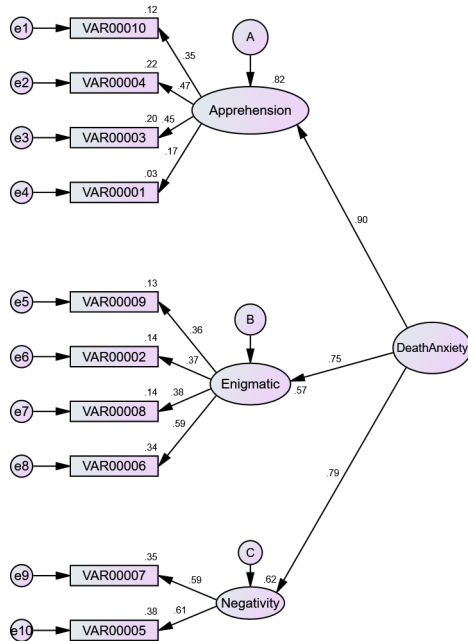 .12
e1 VAR00010
A
.35
.22
.82
e2 VAR00004
.47
Apprehension
.20 .45
e3 VAR00003
.17
.03
e4 VAR00001
.90
.13
e5 VAR00009
B
.36
.14
e6 VAR00002
.37
DeathAnxiety
.75
.14
.38
Enigmatic
.57
e7 VAR00008
.59
.34
e8 VAR00006
.79
.35
C
e9 VAR00007
.59
.62
.38
.61
Negativity
e10 VAR00005